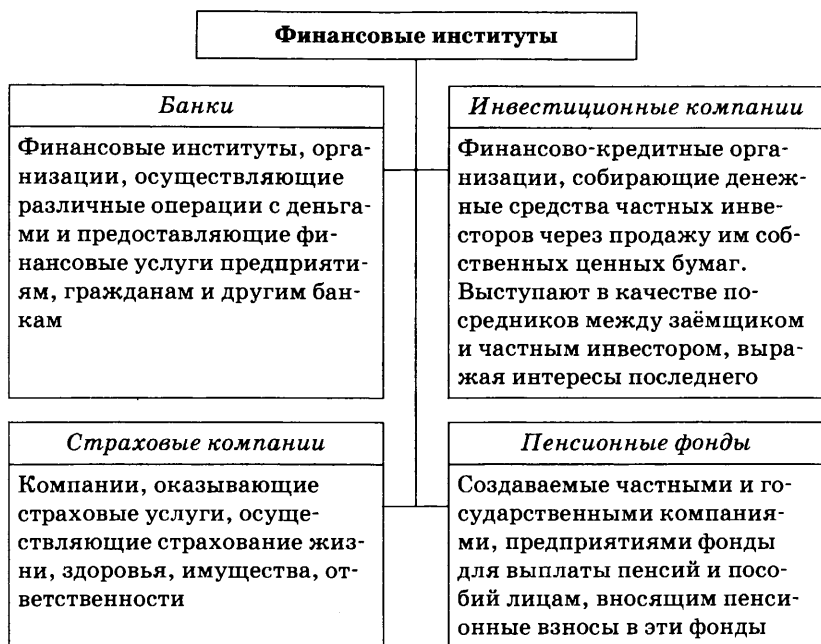 Финансовые институты
Банки
Финансовые институты, орга-
низации, осуществляющие
различные операции с деньга-
ми и предоставляющие фи-
нансовые услуги предприяти-
ям, гражданам и другим бан-
кам
Инвестиционные компании
Финансово-кредитные орга-
низации, собирающие денеж-
ные средства частных инве-
сторов через продажу им соб-
ственных ценных бумаг.
Выступают в качестве по-
средников между заёмщиком
и частным инвестором, выра-
жая интересы последнего
Страховые компании
Компании, оказывающие
страховые услуги, осуще-
ствляющие страхование жиз-
ни, здоровья, имущества, от-
ветственности
Пенсионные фонды
Создаваемые частными и го-
сударственными компания-
ми, предприятиями фонды
для выплаты пенсий и посо-
бий лицам, вносящим пенси-
онные взносы в эти фонды